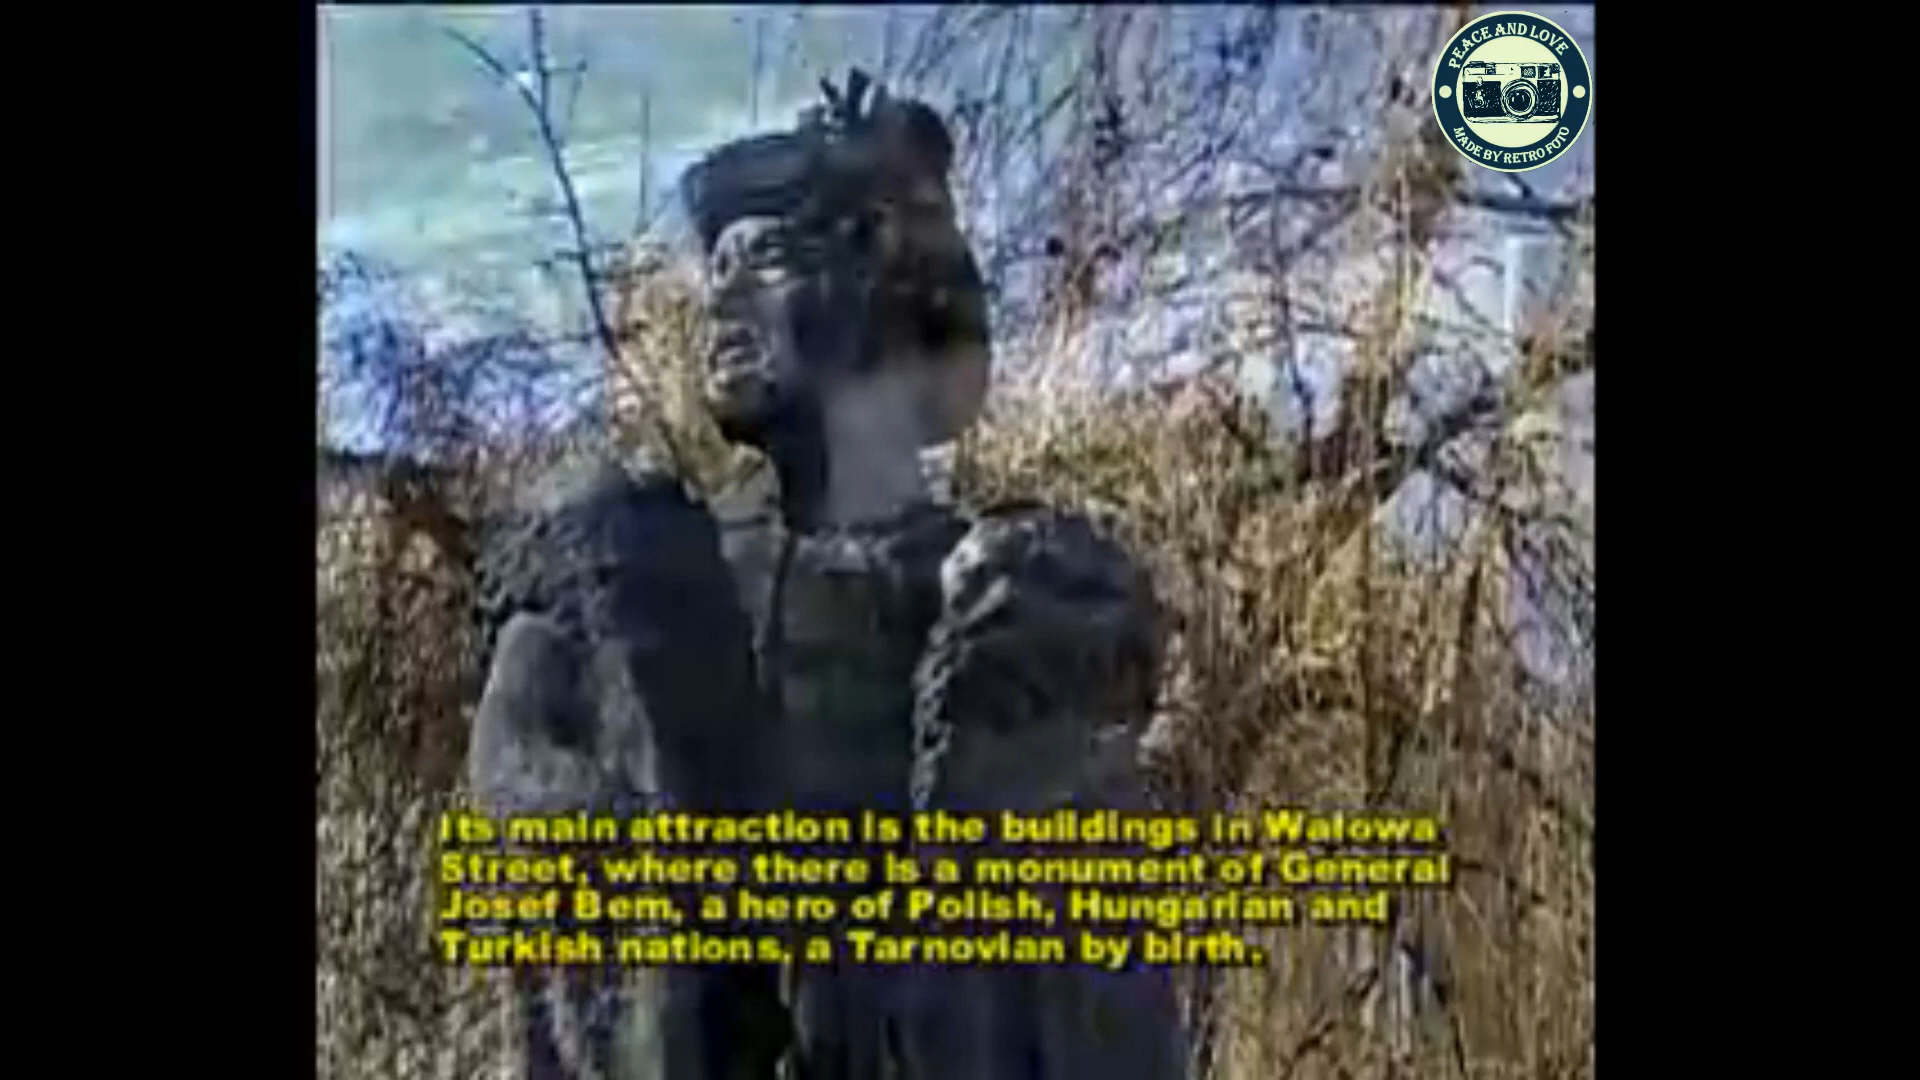 PEACE AND LOVE
MADE BY RETRO FOTO
Its main attraction is the buildings in Walowa
Street, where there is a monument of General
Josef Bem, a hero of Polish, Hungarian and
Turkish nations, a Tarnovian by birth.